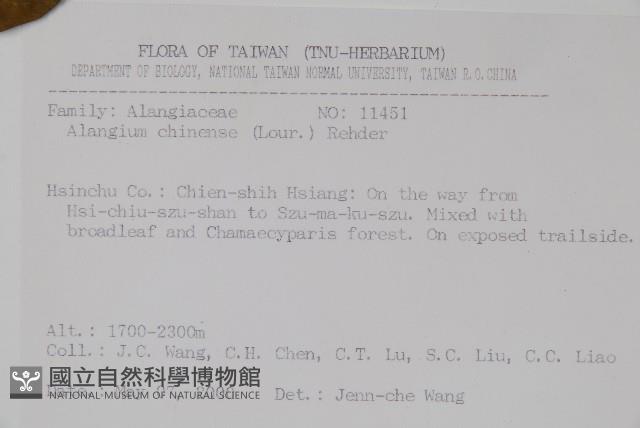 FLORA OF TAIWAN (TNU-HERBARIUM)
DEPARTMENT OF BIOLOGY, NATIONAL TAIWAN NORMAL UNIVERSITY, TAIWAN R.O.CHINA
Family: Alangiaceae NO: 11451
Alangium chinense (Lour.) Rehder
Hsinchu Co.: Chien-shih Hsiang: On the way from
Hsi-chiu-szu-shan to Szu-ma-ku-szu. Mixed with
broadleaf and Chamaecyparis forest. On exposed trailside.
Alt.: 1700-2300m
Coll.: J.C. Wang, C.H. Chen, C.T. Lu, S.C. Liu, C.C. Liao
國立自然科學博物館
Date: May Det.: Jenn-che Wang
NATIONAL MUSEUM OF NATURAL SCIENCE